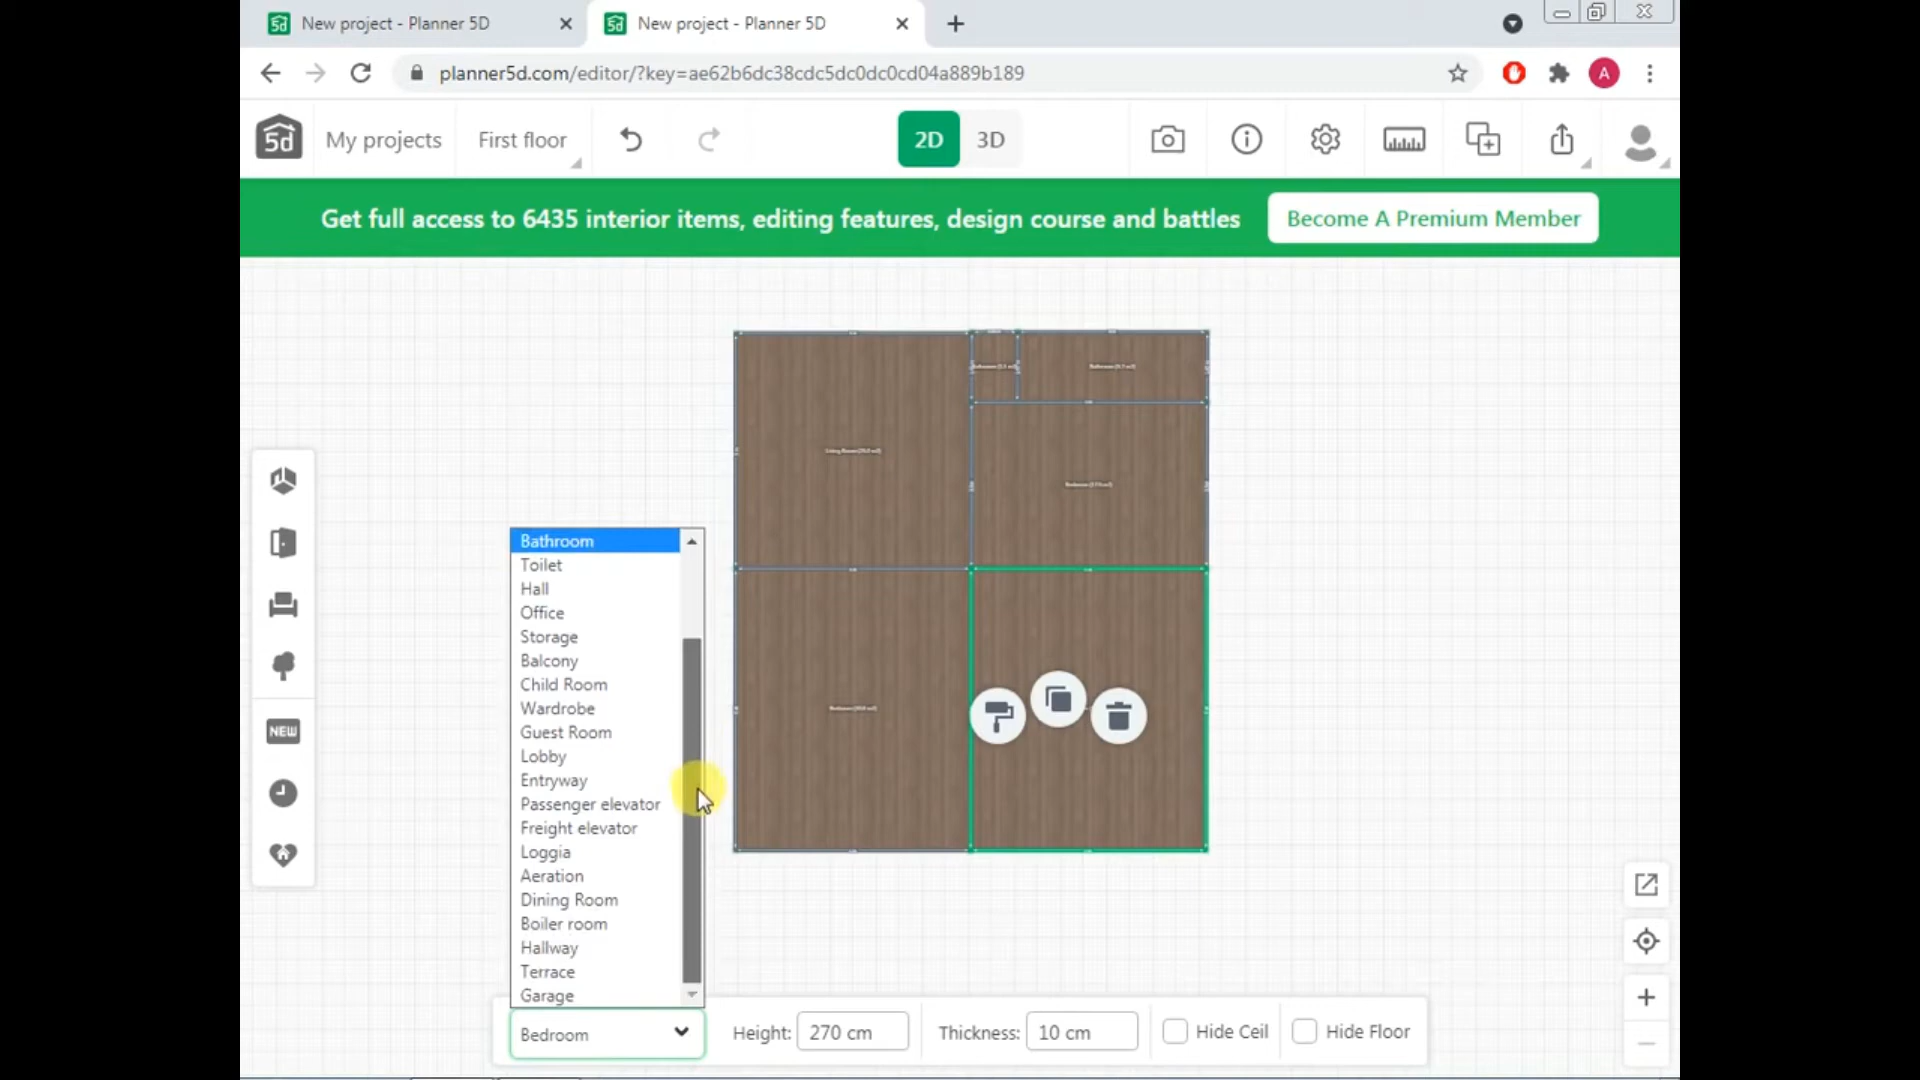 New project - Planner 5D
New project - Planner 5D
planner5d.com/editor/?key=ae62b6dc38cdc5dc0dc0cd04a889b189
A
5d
My projects
First floor
2D
3D
Get full access to 6435 interior items, editing features, design course and battles
Become A Premium Member
Bathroom
Toilet
Hall
Office
Storage
Balcony
Child Room
Wardrobe
Guest Room
Lobby
Entryway
Passenger elevator
Freight elevator
Loggia
Aeration
Dining Room
Boiler room
Hallway
Terrace
Garage
NEW
Bedroom
Height: 270 cm
Thickness: 10 cm
Hide Ceil
Hide Floor